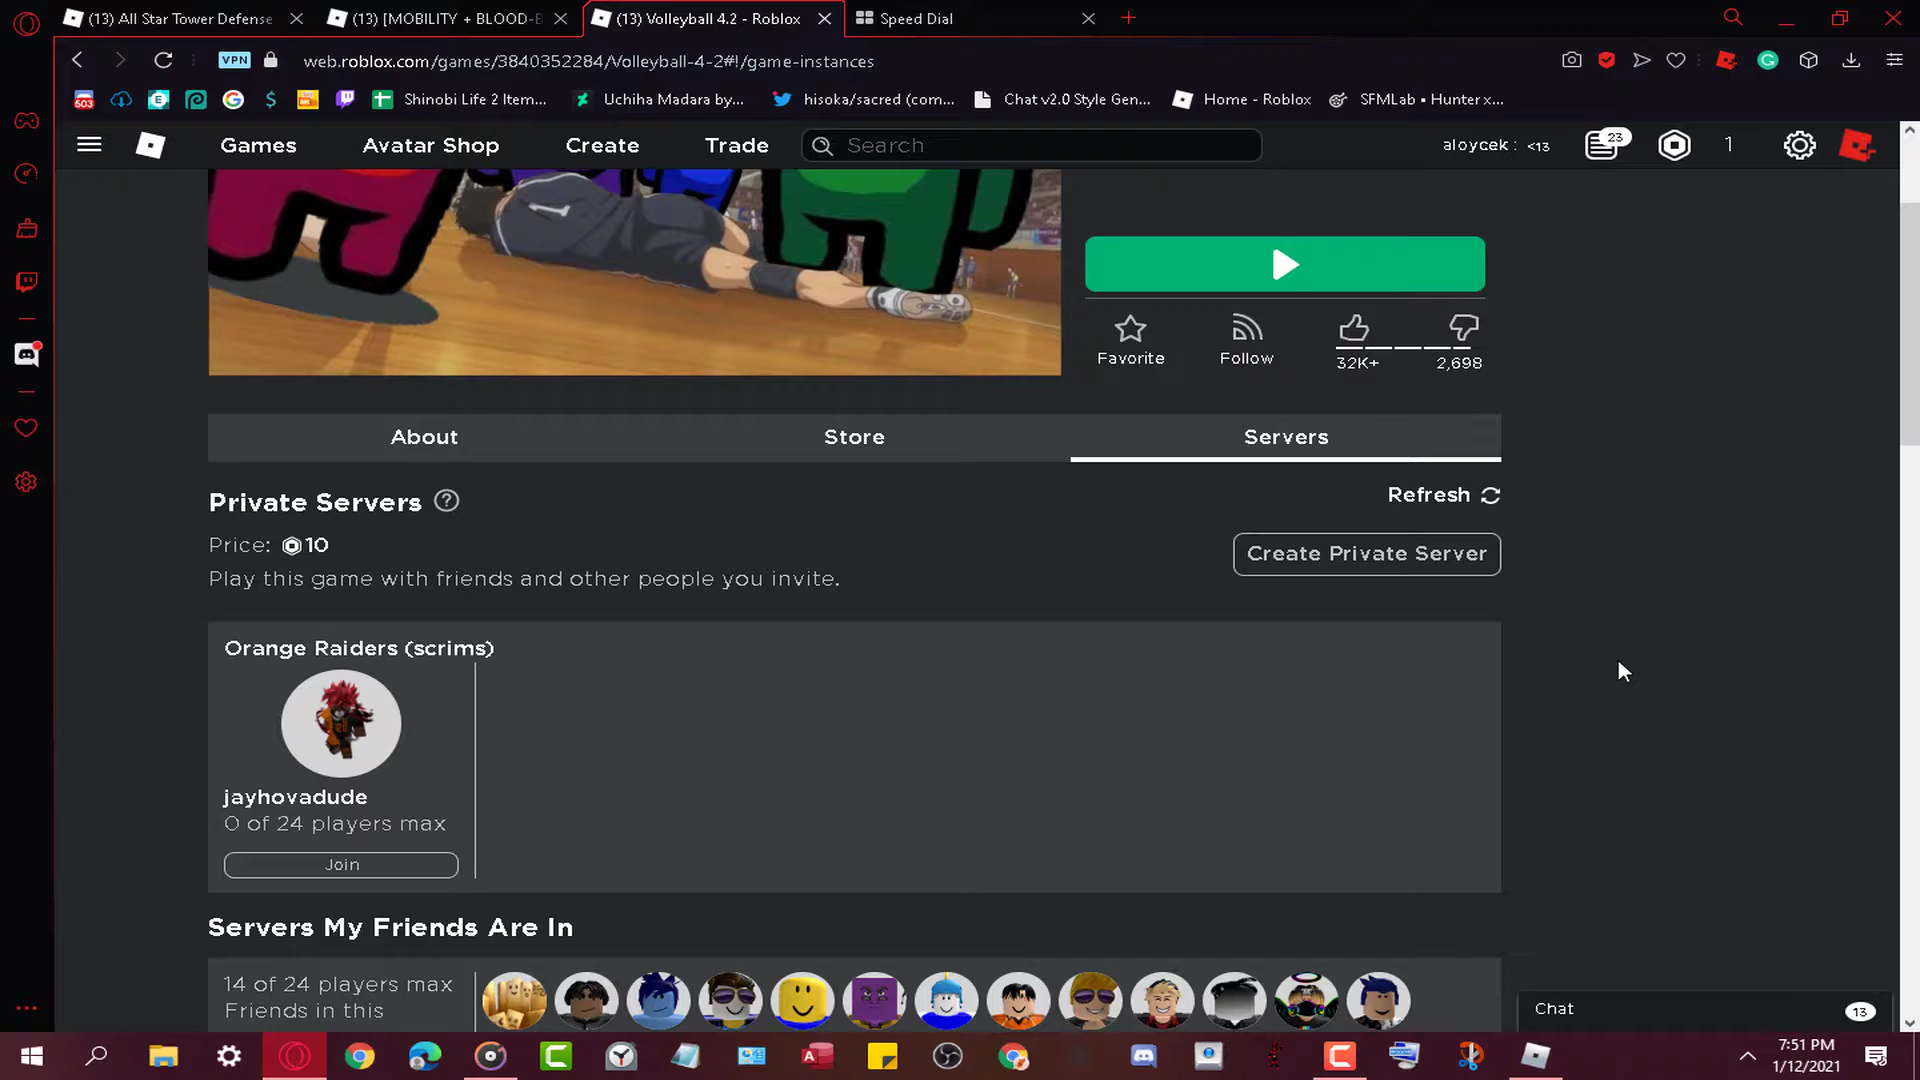 (13) All Star Tower Defense
(13) [MOBILITY + BLOOD-B
(13) Volleyball 4.2 - Roblox
Speed Dial
VPN
web.roblox.com/games/3840352284/Volleyball-4-2#!/game-instances
503
Shinobi Life 2 Item...
Uchiha Madara by...
hisoka/sacred (com...
Chat v2.0 Style Gen...
Home - Roblox
SFMLab • Hunter x...
Games
Avatar Shop
Create
Trade
Search
aloycek : <13
23
1
Favorite
Follow
32K+
2,698
About
Store
Servers
Private Servers
Refresh
Price: 10
Create Private Server
Play this game with friends and other people you invite.
Orange Raiders (scrims)
jayhovadude
0 of 24 players max
Join
Servers My Friends Are In
14 of 24 players max
Friends in this
Chat
13
7:51 PM
1/12/2021